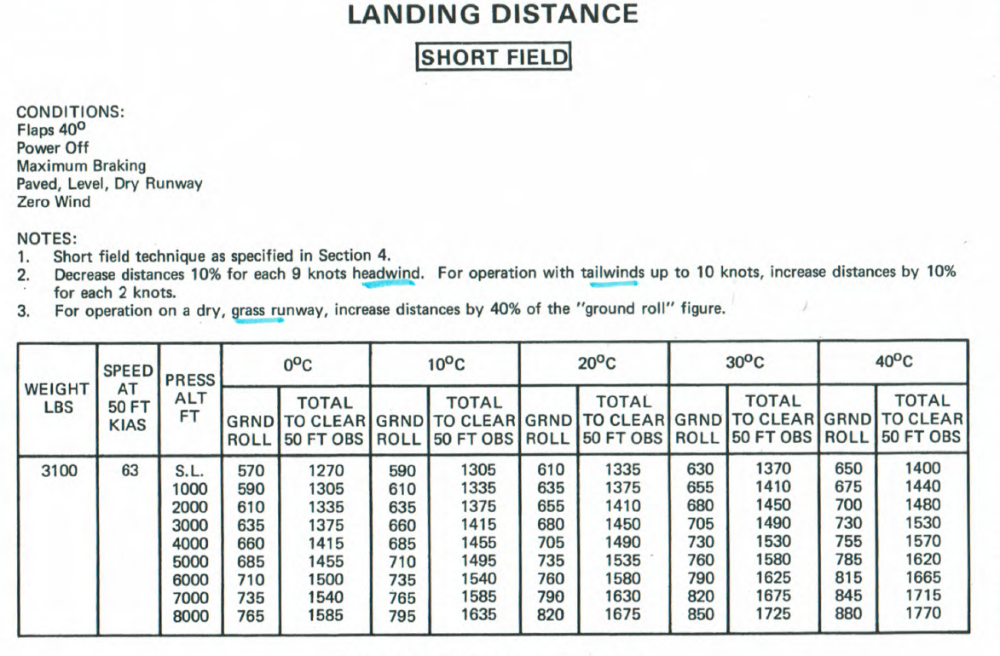 LANDING DISTANCE
SHORT FIELD
CONDITIONS:
Flaps 40°
Power Off
Maximum Braking
Paved, Level, Dry Runway
Zero Wind
NOTES:
1. Short field technique as specified in Section 4.
2. Decrease distances 10% for each 9 knots headwind. For operation with tailwinds up to 10 knots, increase distances by 10%
for each 2 knots.
3. For operation on a dry, grass runway, increase distances by 40% of the "ground roll" figure.
WEIGHT LBS SPEED AT 50 FT KIAS PRESS ALT FT 0°C 10°C 20°C 30°C 40°C
GRND ROLL TOTAL TO CLEAR 50 FT OBS GRND ROLL TOTAL TO CLEAR 50 FT OBS GRND ROLL TOTAL TO CLEAR 50 FT OBS GRND ROLL TOTAL TO CLEAR 50 FT OBS GRND ROLL TOTAL TO CLEAR 50 FT OBS
3100 63 S.L. 570 1270 590 1305 610 1335 630 1370 650 1400
1000 590 1305 610 1335 635 1375 655 1410 675 1440
2000 610 1335 635 1375 655 1410 680 1450 700 1480
3000 635 1375 660 1415 680 1450 705 1490 730 1530
4000 660 1415 685 1455 705 1490 730 1530 755 1570
5000 685 1455 710 1495 735 1535 760 1580 785 1620
6000 710 1500 735 1540 760 1580 790 1625 815 1665
7000 735 1540 765 1585 790 1630 820 1675 845 1715
8000 765 1585 795 1635 820 1675 850 1725 880 1770